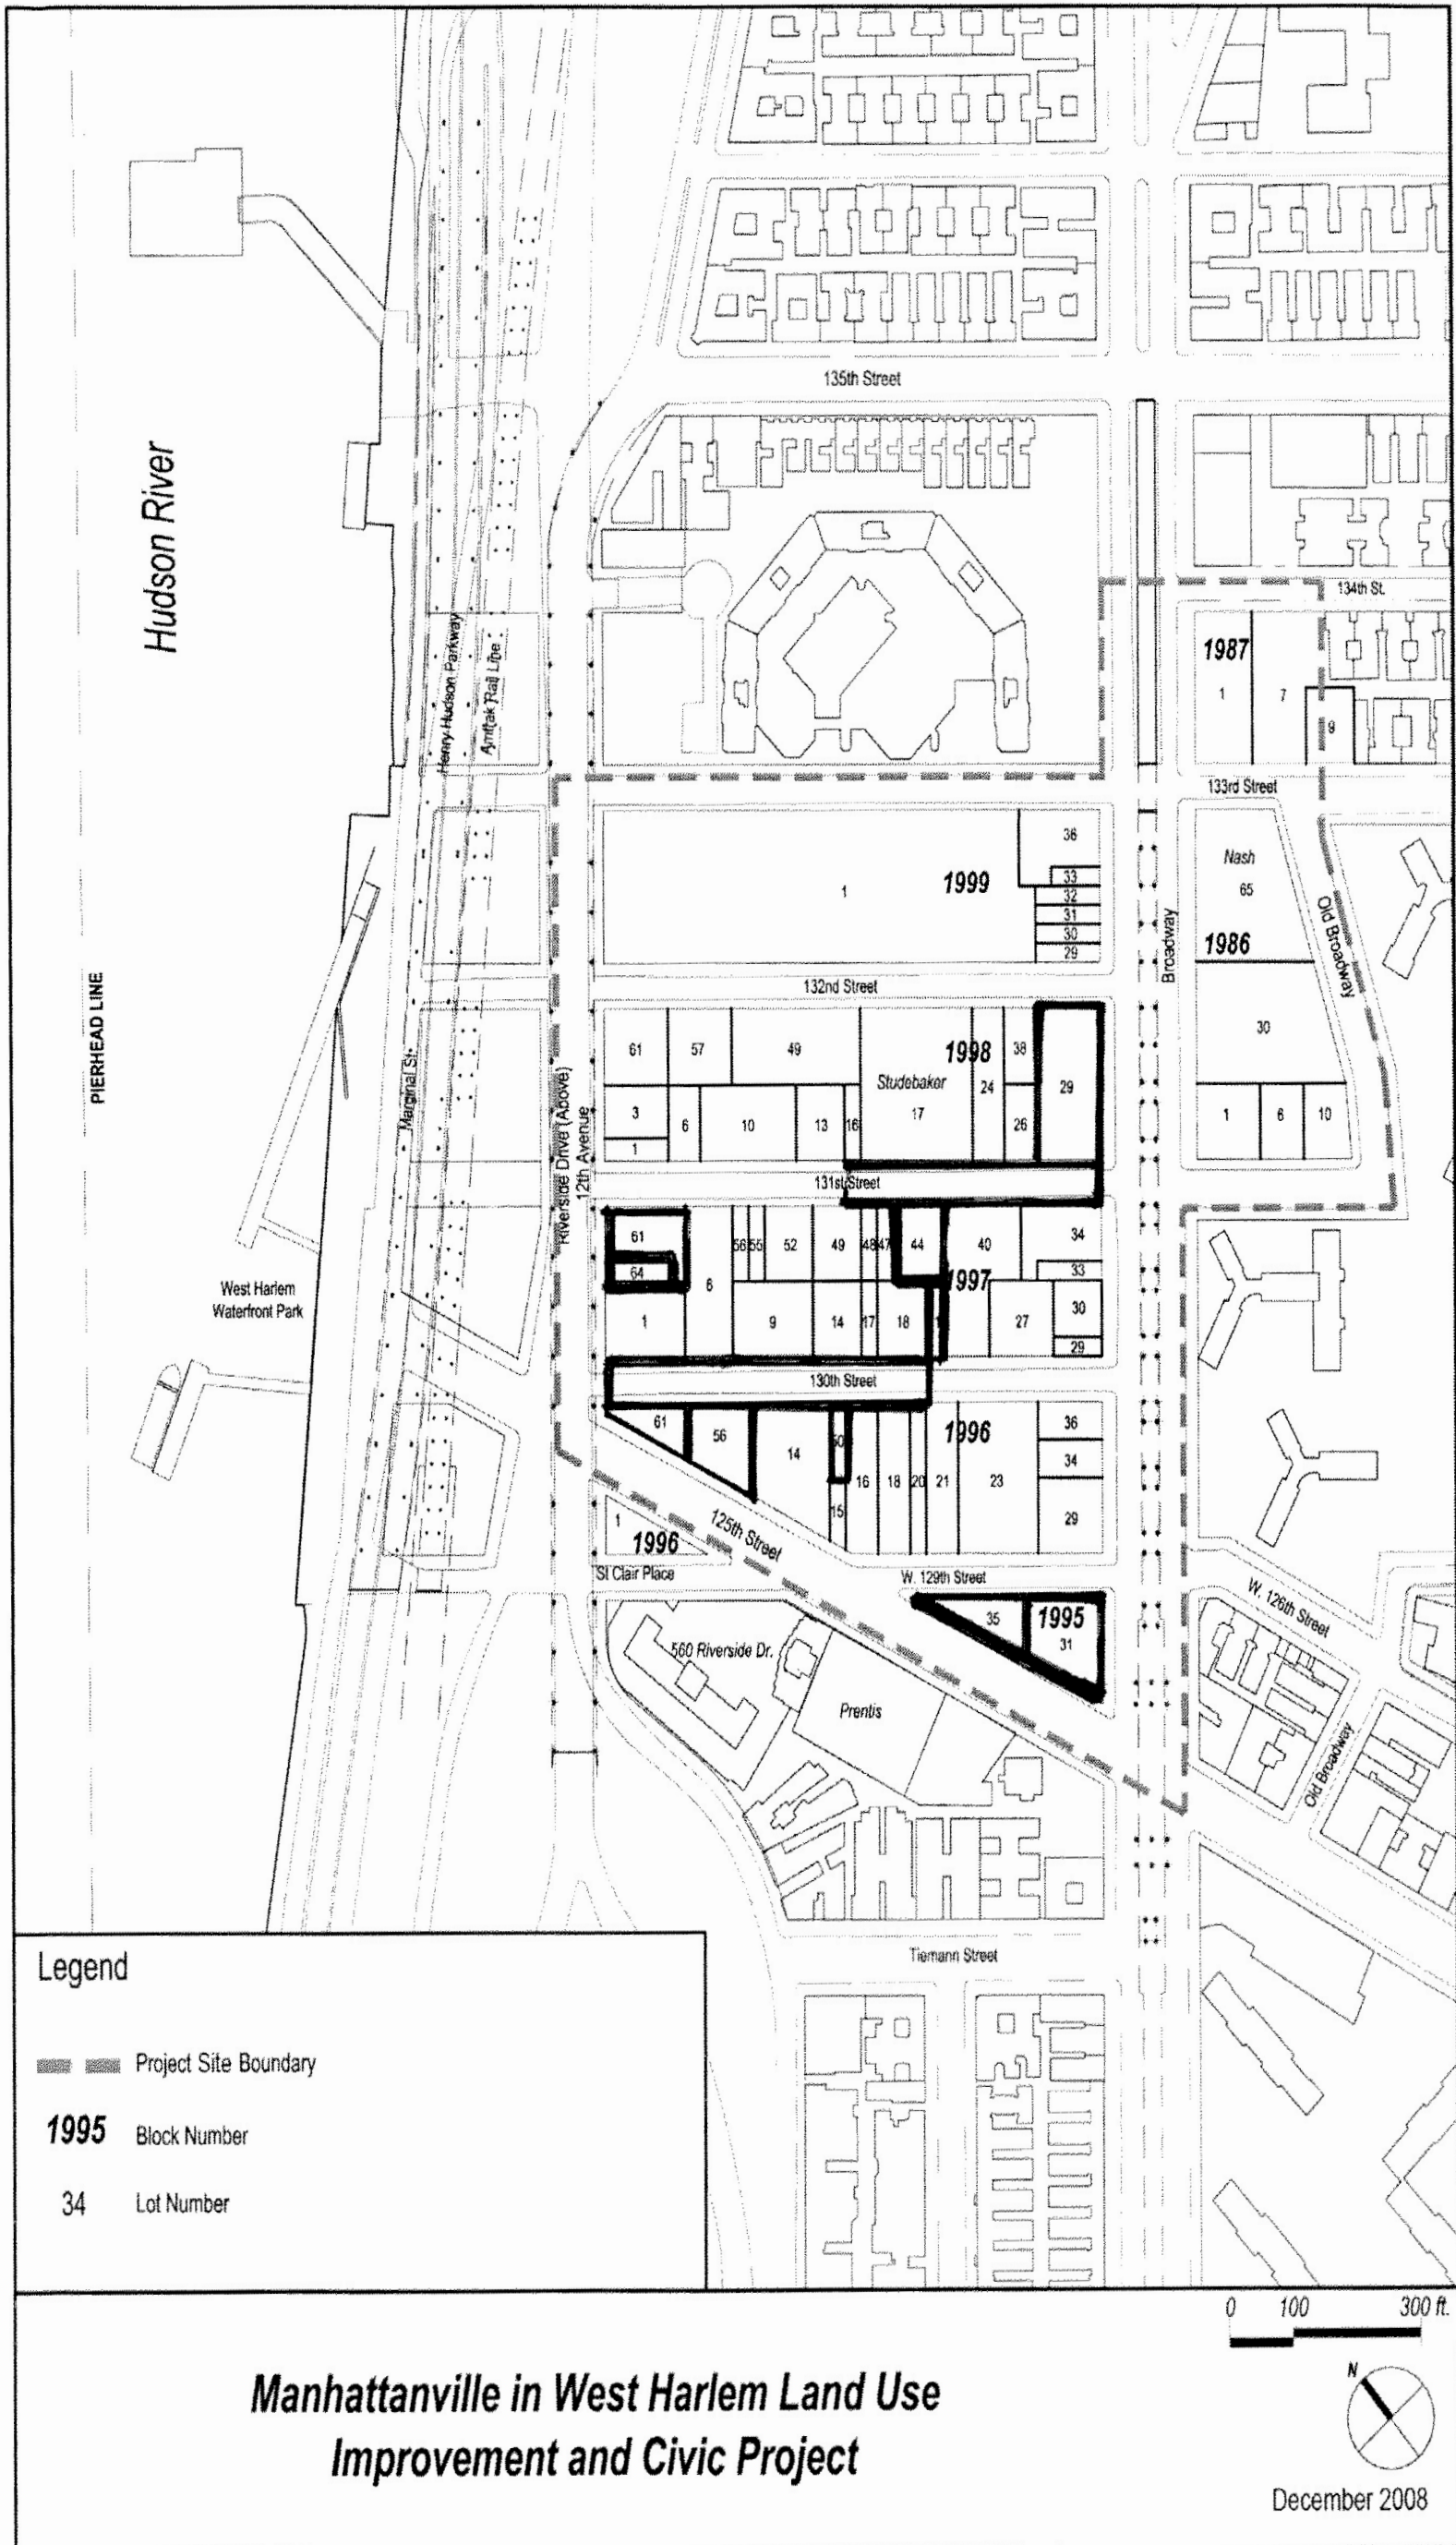 135th Street
Hudson River
134th St.
Henry Hudson Parkway
Amtrak Rail Line
1987
1
7
9
133rd Street
36
Nash
65
1
1999
33
32
31
30
29
Broadway
1986
Old Broadway
132nd Street
PIERHEAD LINE
30
61
57
49
1998
38
Studebaker
24
29
17
Marginal St.
3
6
10
13
16
26
1
1
6
10
Riverside Drive (Above)
12th Avenue
131st Street
61
56
55
52
49
48
47
44
40
34
64
33
6
1997
West Harlem
Waterfront Park
1
9
14
17
18
27
30
29
130th Street
61
56
14
50
1996
36
34
16
18
20
21
23
15
29
1
1996
125th Street
St Clair Place
W. 129th Street
W. 126th Street
35
1995
31
560 Riverside Dr.
Prentis
Old Broadway
Tiemann Street
Legend
Project Site Boundary
1995 Block Number
34 Lot Number
0 100 300 ft.
Manhattanville in West Harlem Land Use
Improvement and Civic Project
N
December 2008